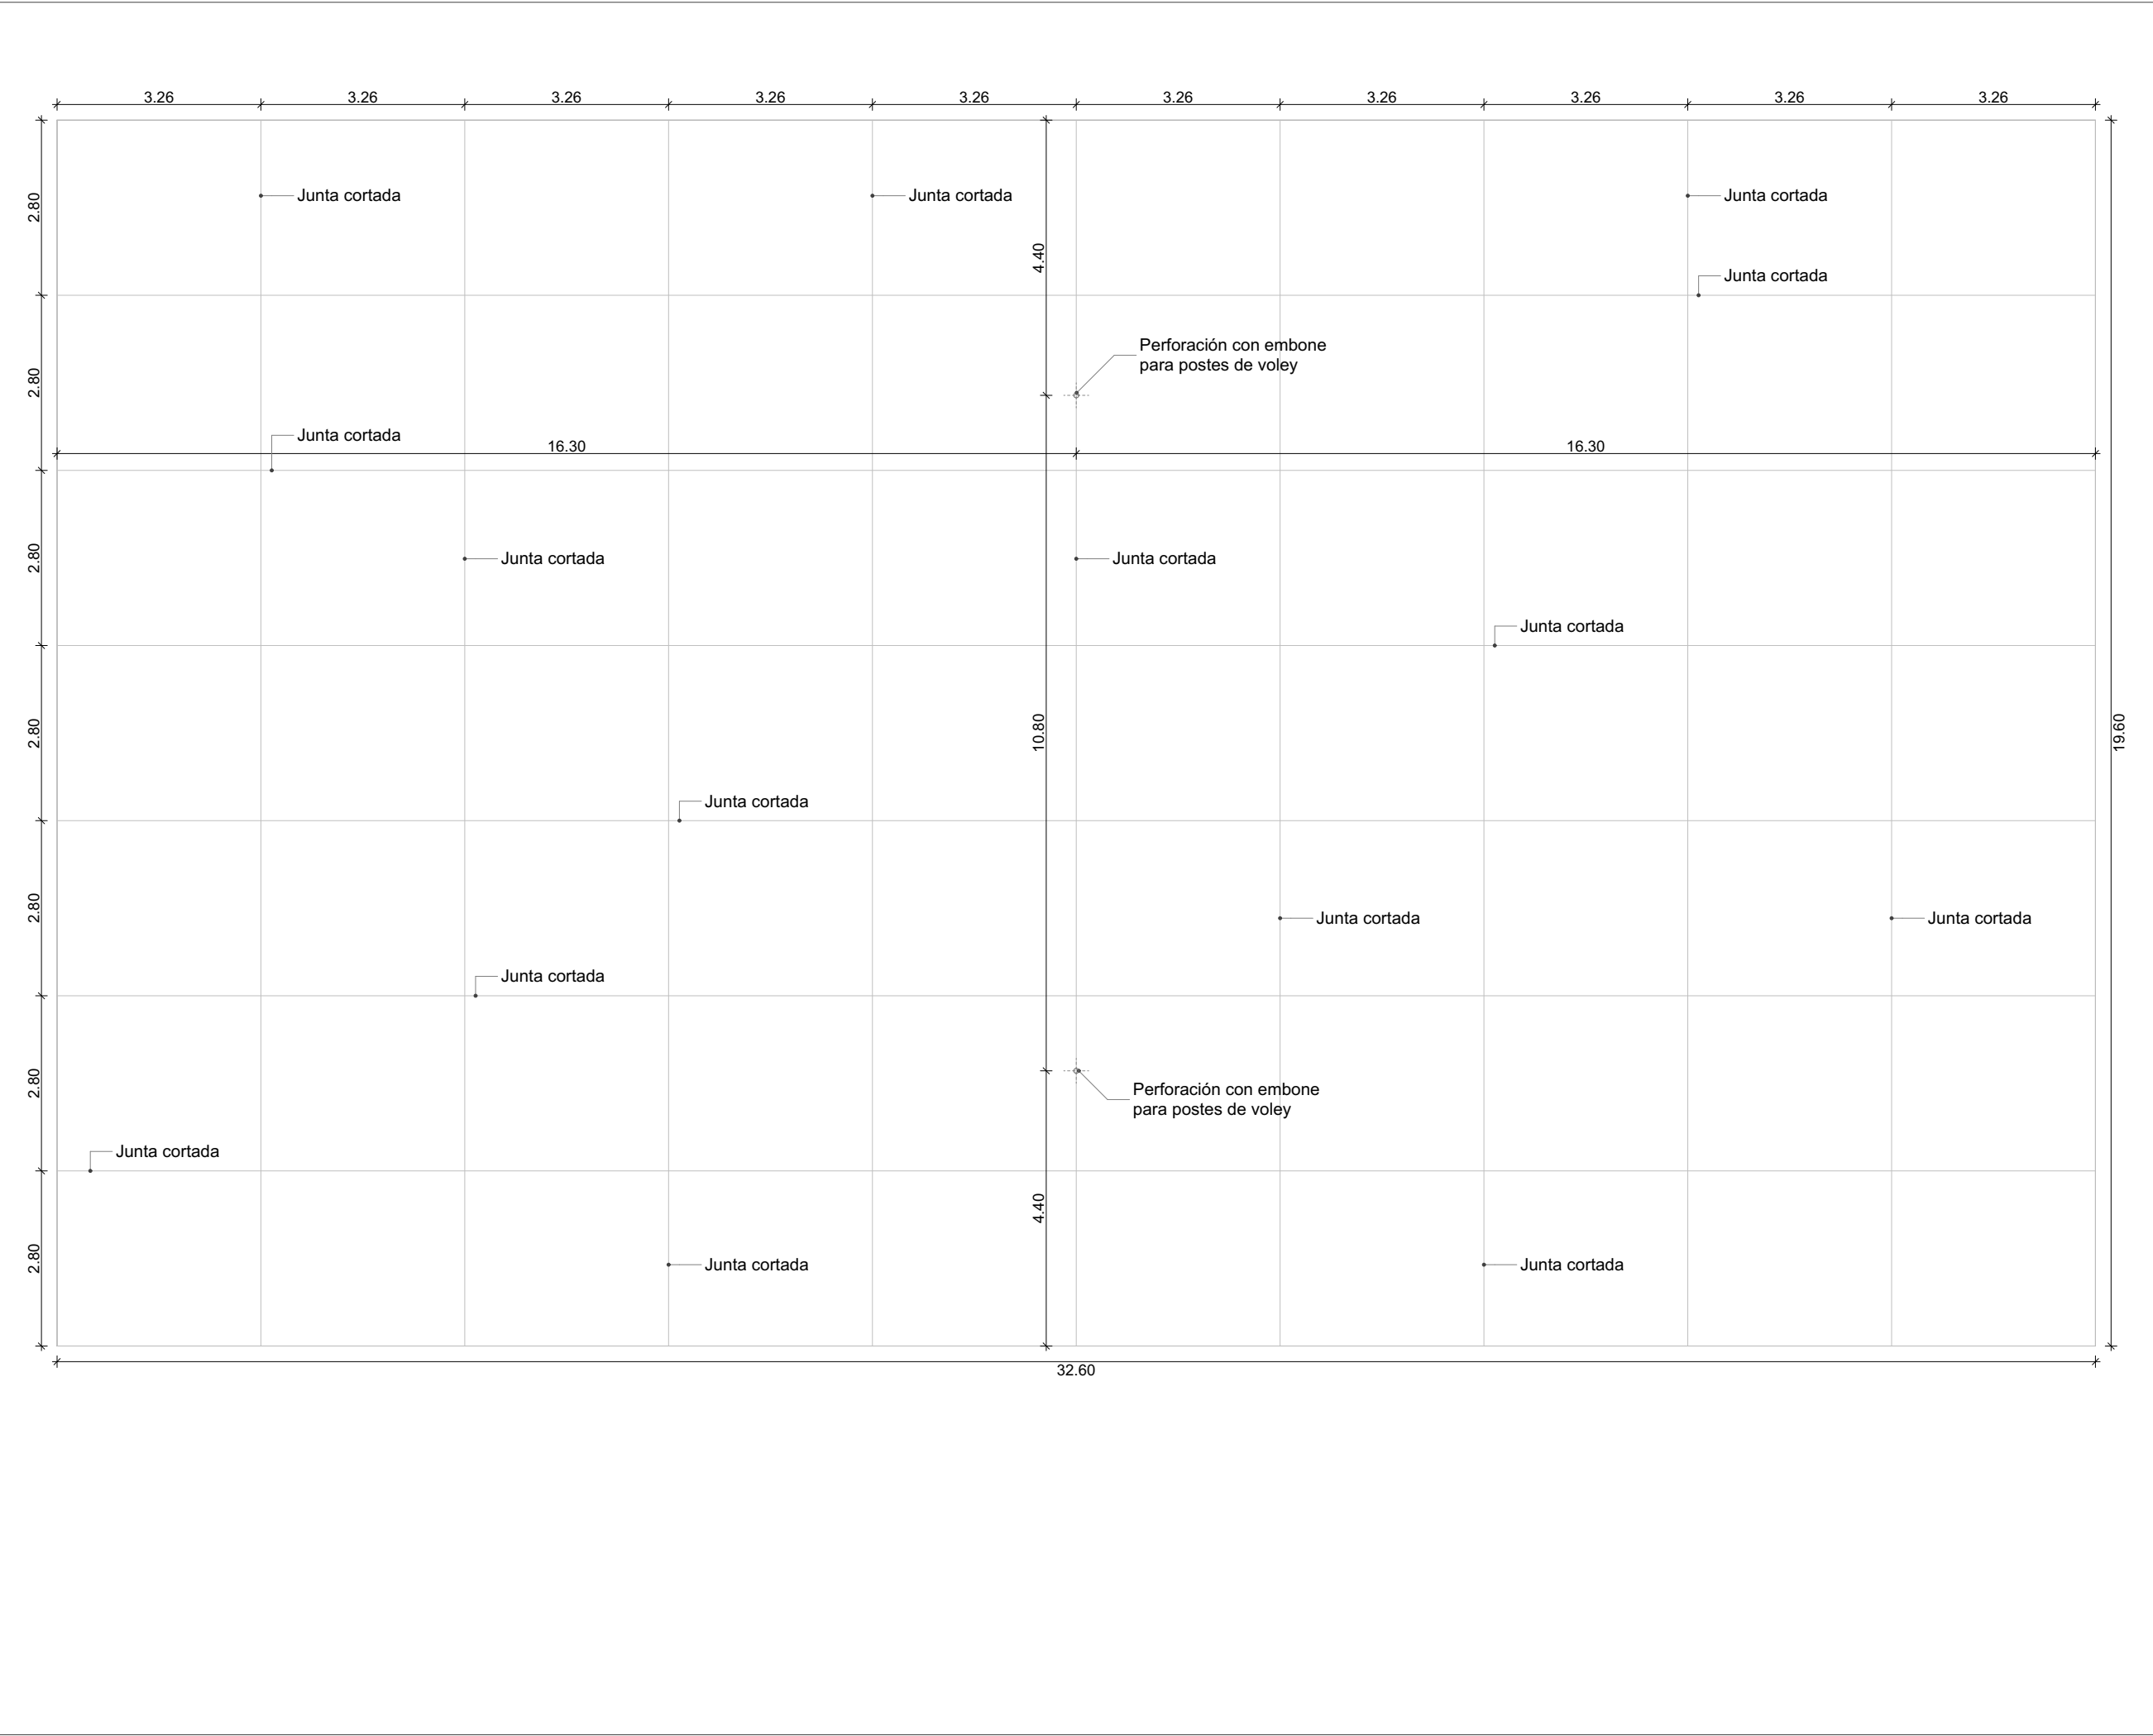 3.26
3.26
3.26
3.26
3.26
3.26
3.26
3.26
3.26
3.26
2.80
Junta cortada
Junta cortada
Junta cortada
4.40
Junta cortada
Perforación con embone
para postes de voley
2.80
Junta cortada
16.30
16.30
2.80
Junta cortada
Junta cortada
Junta cortada
2.80
10.80
19.60
Junta cortada
2.80
Junta cortada
Junta cortada
Junta cortada
2.80
Perforación con embone
para postes de voley
Junta cortada
4.40
2.80
Junta cortada
Junta cortada
32.60